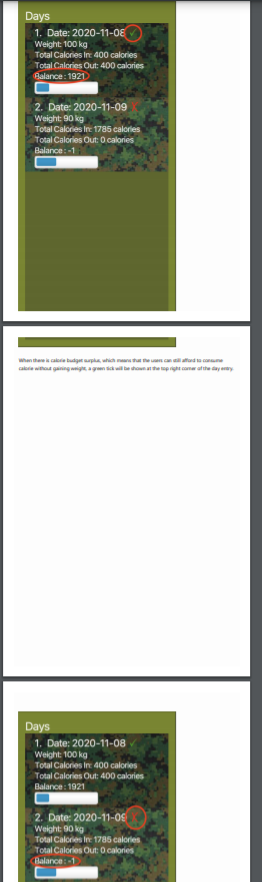 Days
1. Date: 2020-11-08 ✓
Weight: 100 kg
Total Calories In: 400 calories
Total Calories Out: 400 calories
Balance : 1921
2. Date: 2020-11-09 X
Weight: 90 kg
Total Calories In: 1785 calories
Total Calories Out: 0 calories
Balance : -1
When there is calorie budget surplus, which means that the users can still afford to consume
calorie without gaining weight, a green tick will be shown at the top right corner of the day entry.
Days
1. Date: 2020-11-08 ✓
Weight: 100 kg
Total Calories In: 400 calories
Total Calories Out: 400 calories
Balance : 1921
2. Date: 2020-11-09 X
Weight: 90 kg
Total Calories In: 1785 calories
Total Calories Out: 0 calories
Balance : -1